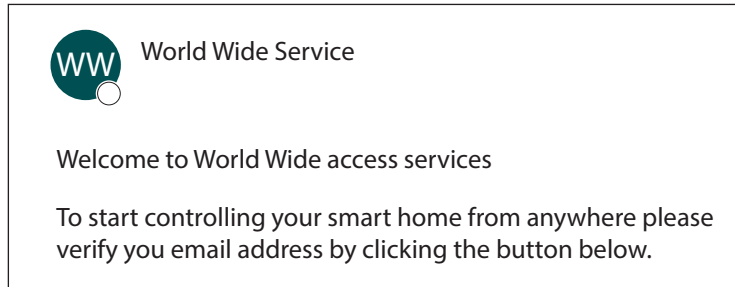 WW
World Wide Service
Welcome to World Wide access services
To start controlling your smart home from anywhere please
verify you email address by clicking the button below.